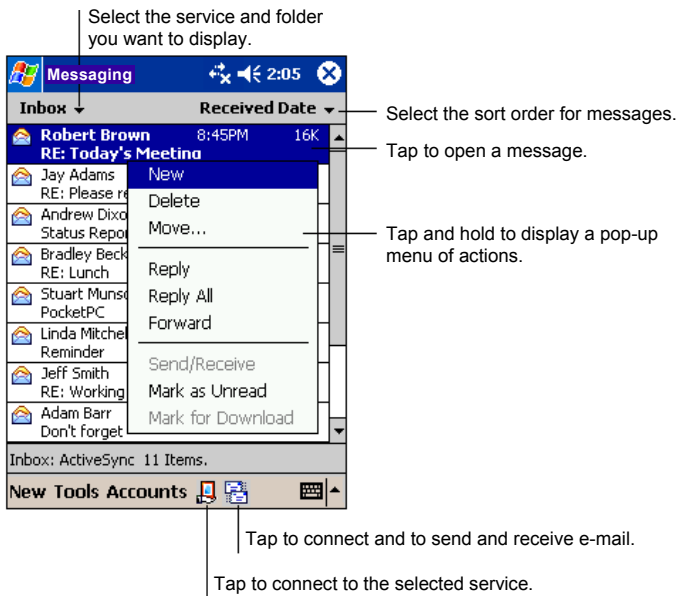 Select the service and folder
you want to display.
Messaging 2:05
Inbox Received Date
Select the sort order for messages.
Robert Brown 8:45PM 16K
RE: Today's Meeting
Tap to open a message.
Jay Adams
RE: Please re
Andrew Dixo
Status Repor
Bradley Beck
RE: Lunch
Stuart Munso
PocketPC
Linda Mitchel
Reminder
Jeff Smith
RE: Working
Adam Barr
Don't forget
New
Delete
Move...
Reply
Reply All
Forward
Send/Receive
Mark as Unread
Mark for Download
Tap and hold to display a pop-up
menu of actions.
Inbox: ActiveSync 11 Items.
New Tools Accounts
Tap to connect and to send and receive e-mail.
Tap to connect to the selected service.